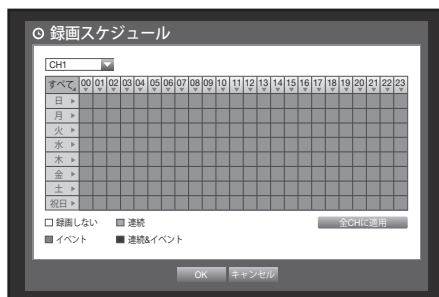 録画スケジュール
CH1
すべて 00 01 02 03 04 05 06 07 08 09 10 11 12 13 14 15 16 17 18 19 20 21 22 23
日
月
火
水
木
金
土
祝日
録画しない 連続 全CHに適用
イベント 連続&イベント
OK キャンセル